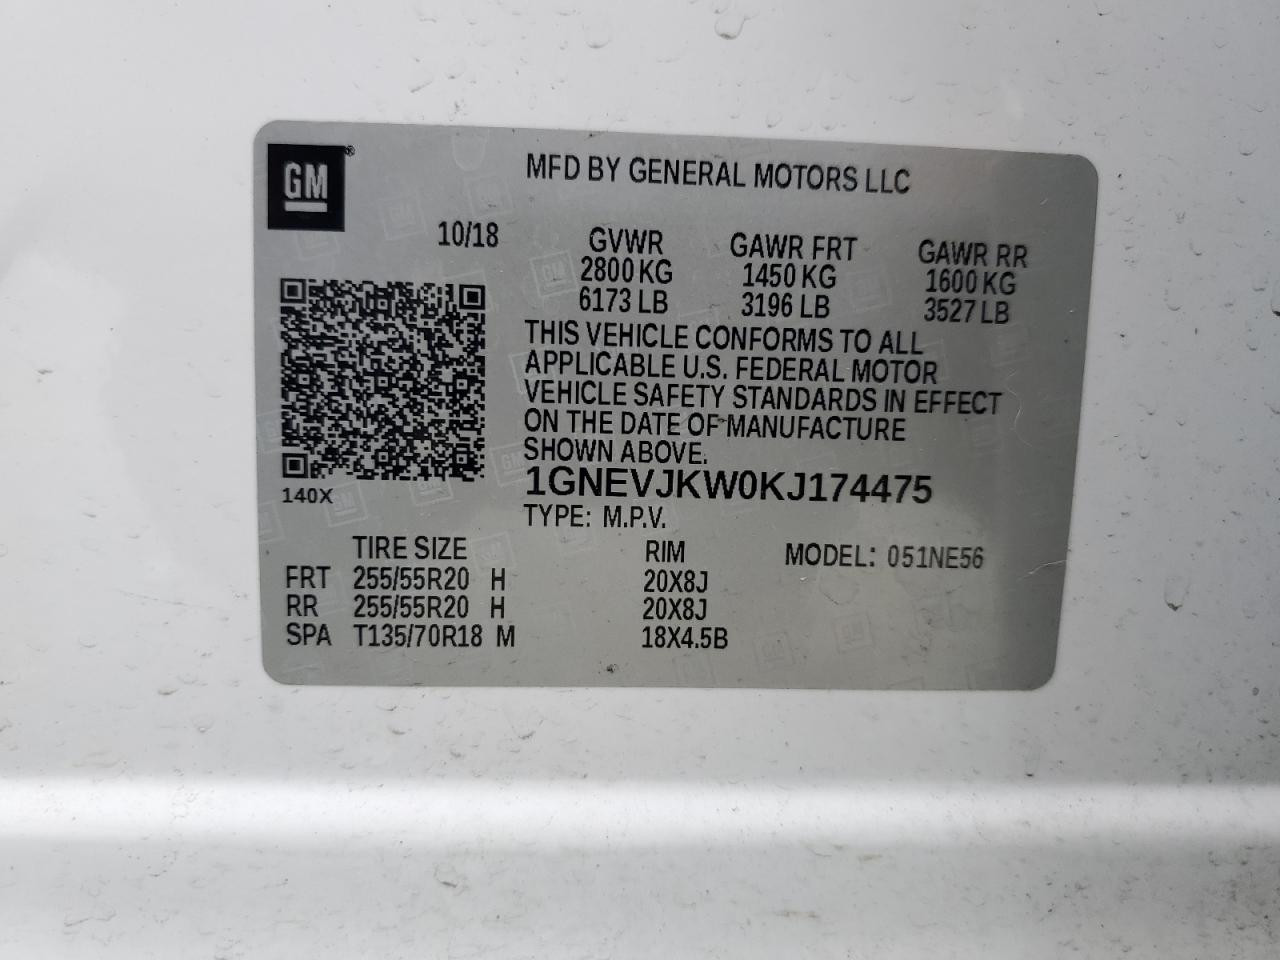 GM®
MFD BY GENERAL MOTORS LLC
10/18
GVWR GAWR FRT GAWR RR
2800 KG 1450 KG 1600 KG
6173 LB 3196 LB 3527 LB
THIS VEHICLE CONFORMS TO ALL
APPLICABLE U.S. FEDERAL MOTOR
VEHICLE SAFETY STANDARDS IN EFFECT
ON THE DATE OF MANUFACTURE
SHOWN ABOVE.
1GNEVJKW0KJ174475
140X
TYPE: M.P.V.
TIRE SIZE RIM MODEL: 051NE56
FRT 255/55R20 H 20X8J
RR 255/55R20 H 20X8J
SPA T135/70R18 M 18X4.5B